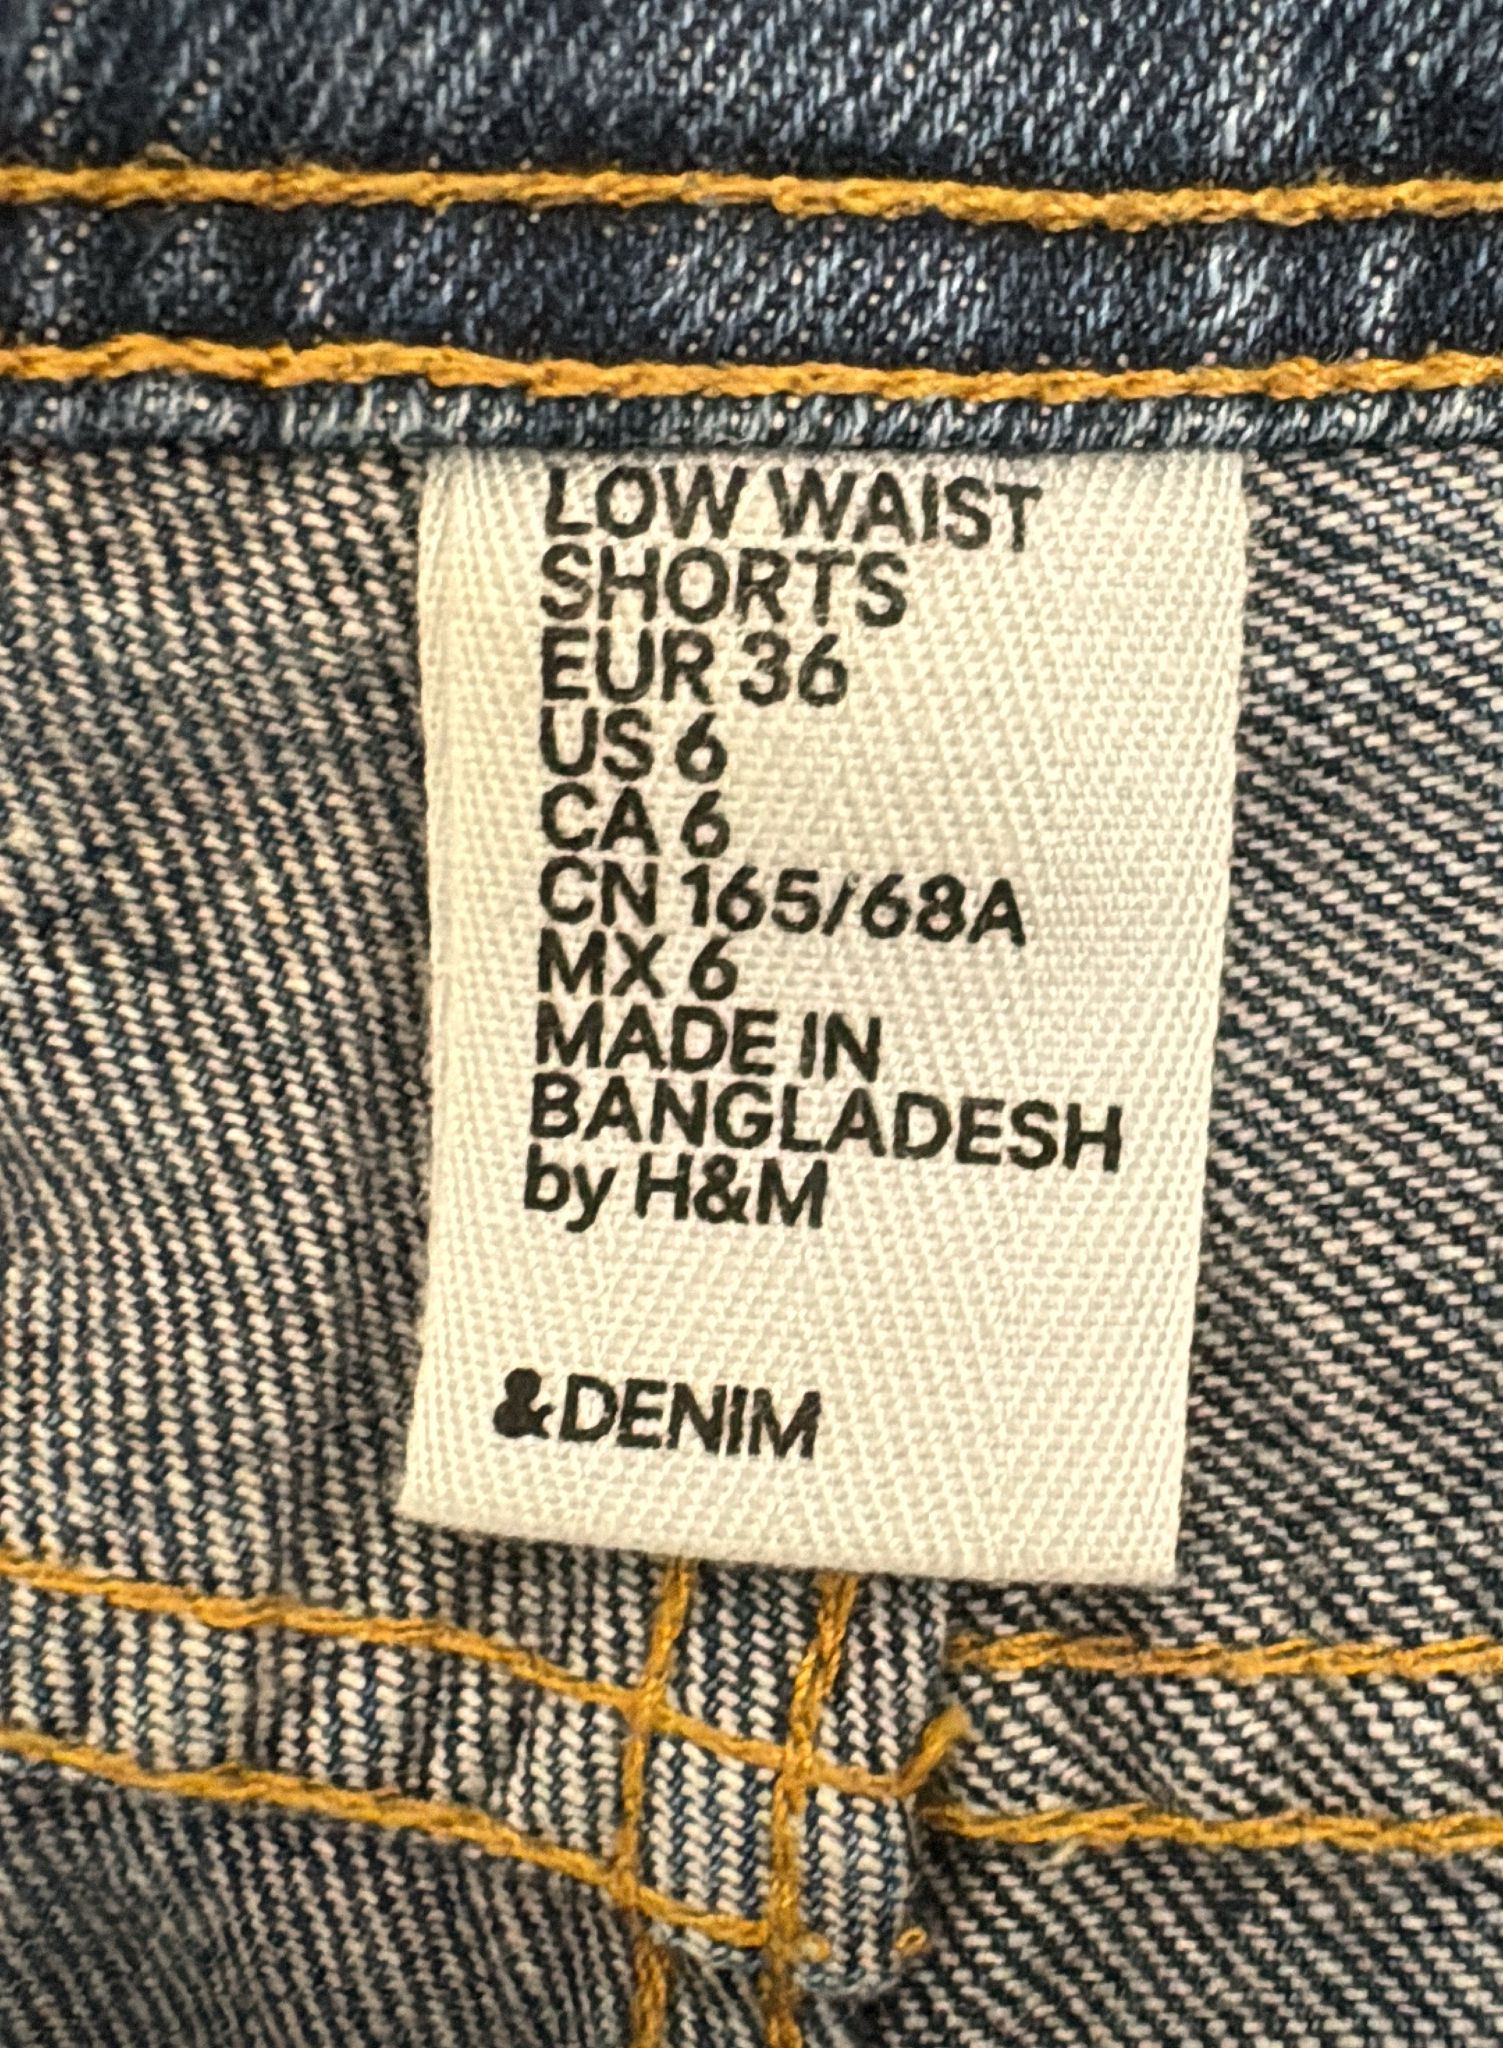 LOW WAIST
SHORTS
EUR 36
US 6
CA 6
CN 165/68A
MX 6
MADE IN
BANGLADESH
by H&M
&DENIM